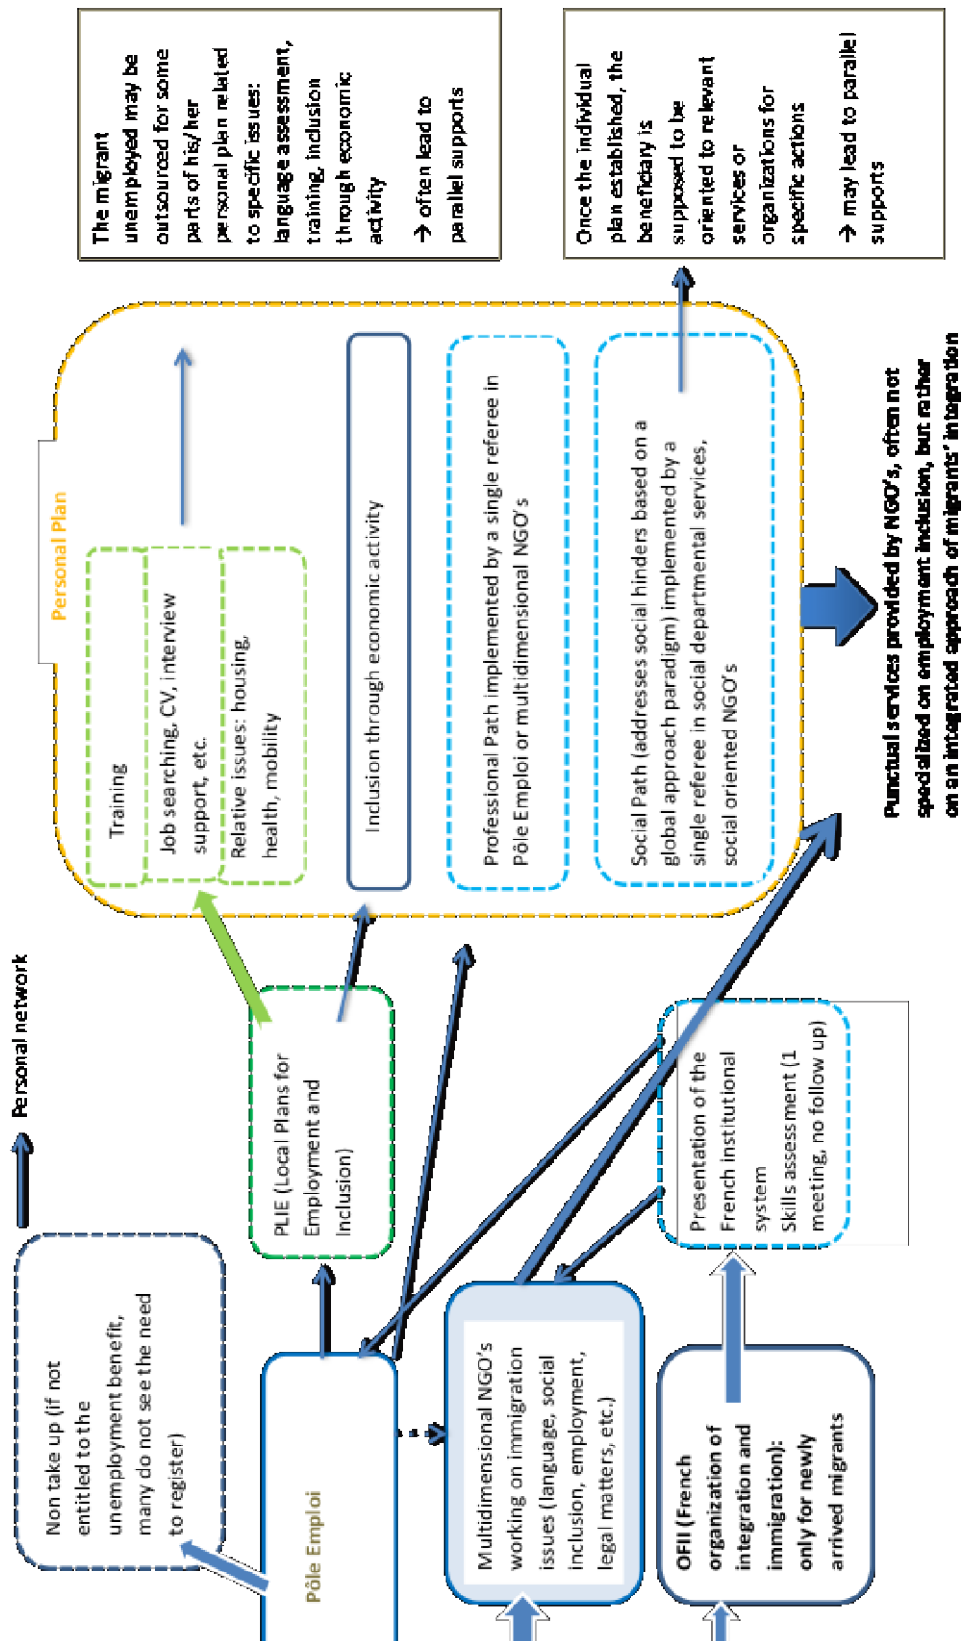 Non take up (if not
entitled to the
unemployment benefit,
many do not see the need
to register)
Personal network
Pôle Emploi
PLIE (Local Plans for
Employment and
Inclusion)
Multidimensional NGO's
working on immigration
issues (language, social
inclusion, employment,
legal matters, etc.)
OFII (French
organization of
integration and
immigration):
only for newly
arrived migrants
Presentation of the
French institutional
system
Skills assessment (1
meeting, no follow up)
Personal Plan
Training
Job searching, CV, interview
support, etc.
Relative issues: housing,
health, mobility
Inclusion through economic activity
Professional Path implemented by a single referee in
Pôle Emploi or multidimensional NGO's
Social Path (addresses social hinders based on a
global approach paradigm) implemented by a
single referee in social departmental services,
social oriented NGO's
The migrant
unemployed may be
outsourced for some
parts of his/her
personal plan related
to specific issues:
language assessment,
training, inclusion
through economic
activity
→ often lead to
parallel supports
Once the individual
plan established, the
beneficiary is
supposed to be
oriented to relevant
services or
organizations for
specific actions
→ may lead to parallel
supports
Punctual services provided by NGO's, often not
specialized on employment inclusion, but rather
on an integrated approach of migrants' integration